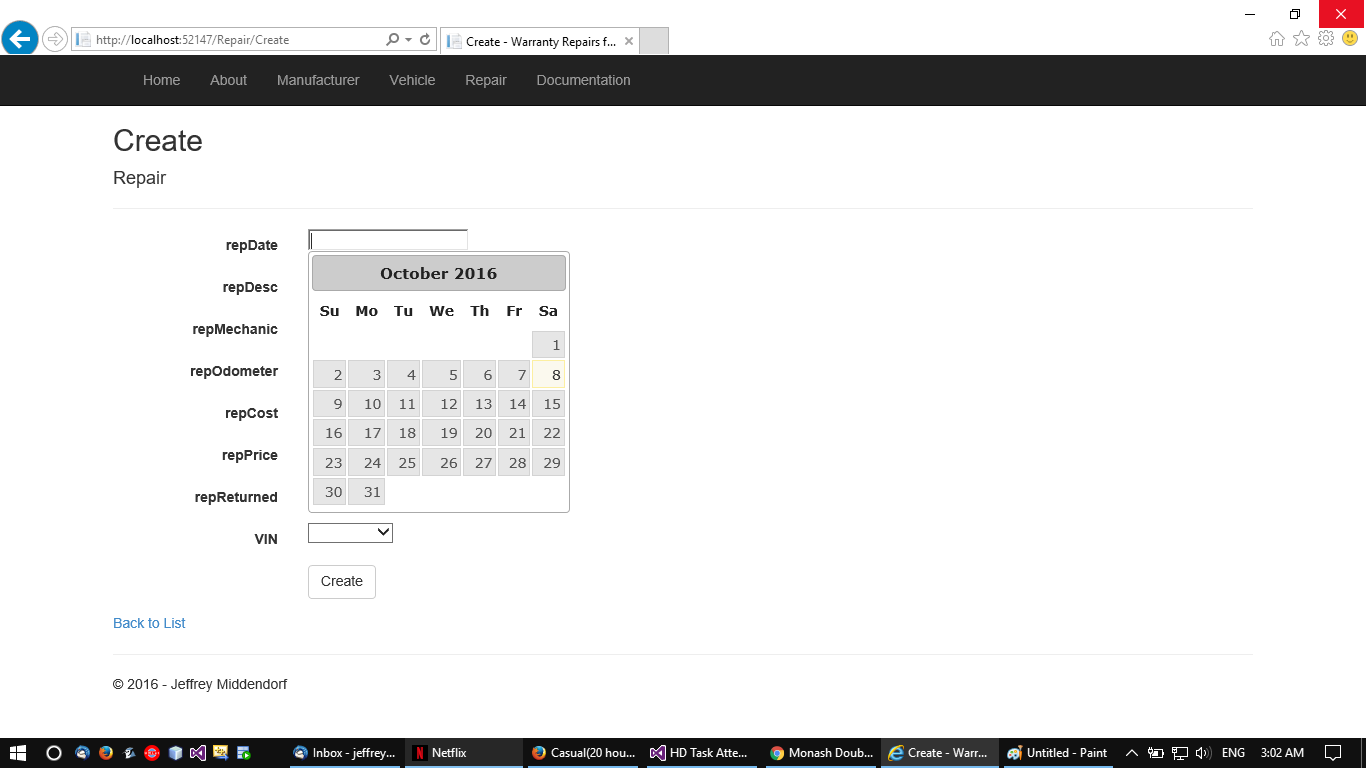 http://localhost:52147/Repair/Create
Create - Warranty Repairs f...
Home About Manufacturer Vehicle Repair Documentation
Create
Repair
repDate
October 2016
repDesc
Su Mo Tu We Th Fr Sa
repMechanic
1
repOdometer
2 3 4 5 6 7 8
9 10 11 12 13 14 15
repCost
16 17 18 19 20 21 22
repPrice
23 24 25 26 27 28 29
repReturned
30 31
VIN
Create
Back to List
© 2016 - Jeffrey Middendorf
Inbox - jeffrey... Netflix Casual(20 hou... HD Task Atte... Monash Doub... Create - Warr... Untitled - Paint ENG 3:02 AM